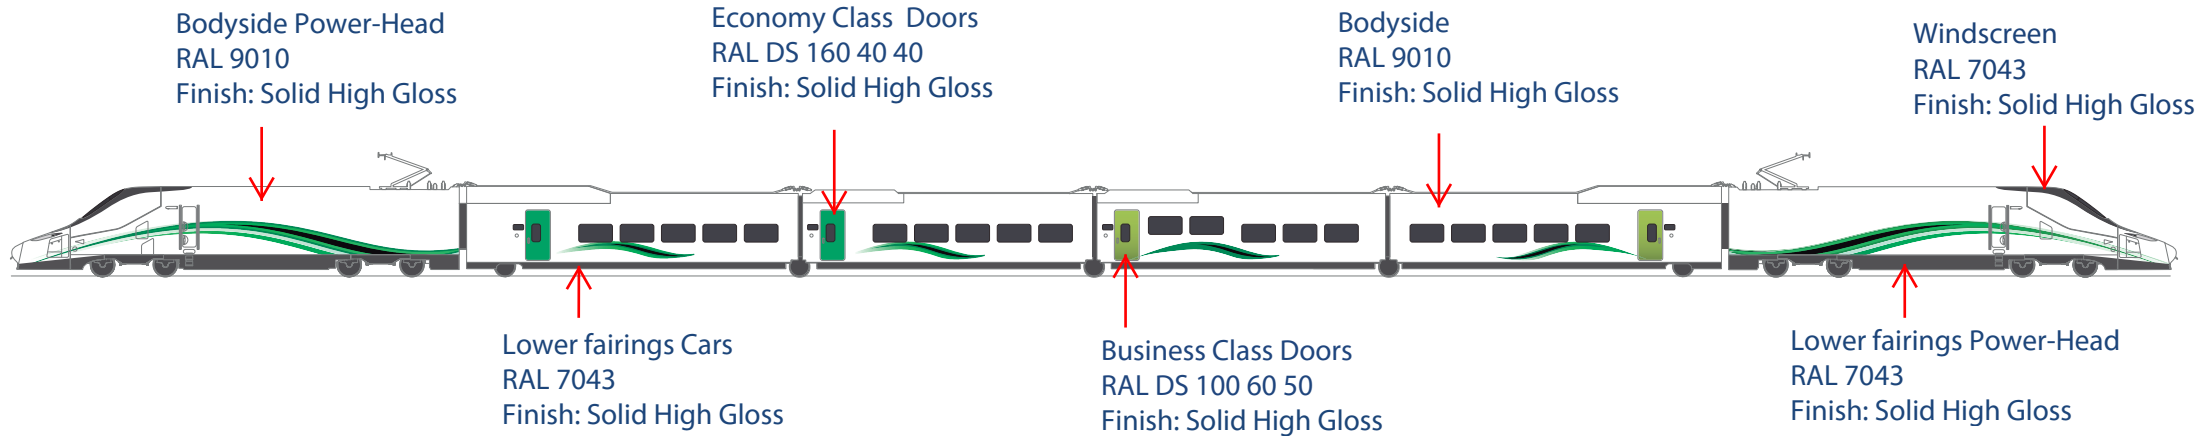 Bodyside Power-Head
RAL 9010
Finish: Solid High Gloss
Economy Class  Doors
RAL DS 160 40 40
Finish: Solid High Gloss
Bodyside
RAL 9010
Finish: Solid High Gloss
Windscreen
RAL 7043
Finish: Solid High Gloss
Lower fairings Cars
RAL 7043
Finish: Solid High Gloss
Business Class Doors
RAL DS 100 60 50
Finish: Solid High Gloss
Lower fairings Power-Head
RAL 7043
Finish: Solid High Gloss